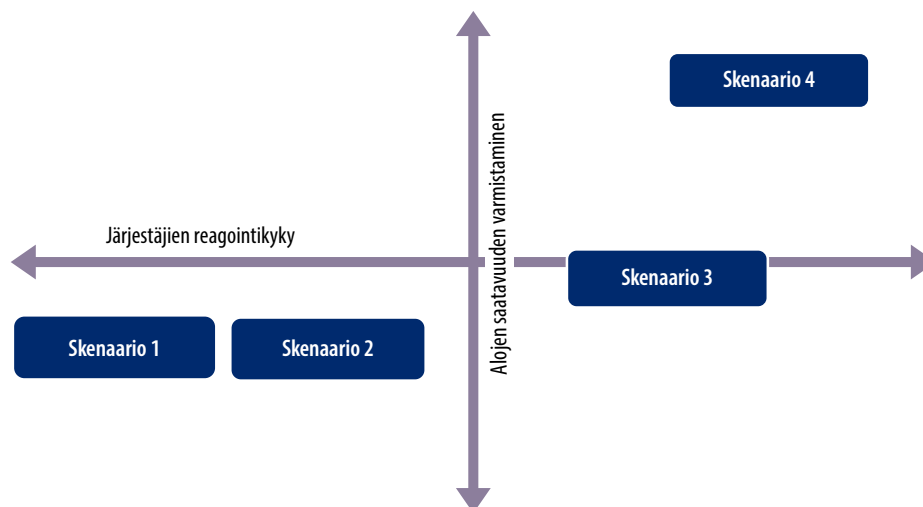 Skenaario 4
Alojen saatavuuden varmistaminen
Järjestäjien reagointikyky
Skenaario 3
Skenaario 1
Skenaario 2